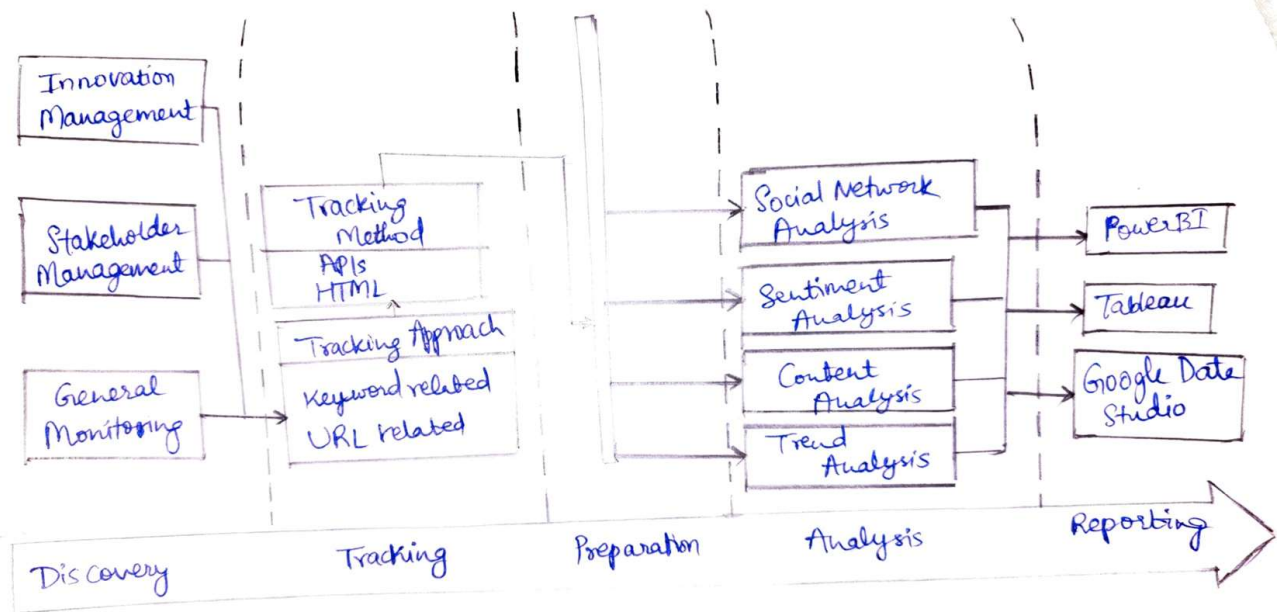 Innovation
Management
Stakeholder
Management
General
Monitoring
Tracking
Method
APIs
HTML
Tracking Approach
Keyword related
URL related
Social Network
Analysis
Sentiment
Analysis
Content
Analysis
Trend
Analysis
PowerBI
Tableau
Google Data
Studio
Discovery
Tracking
Preparation
Analysis
Reporting